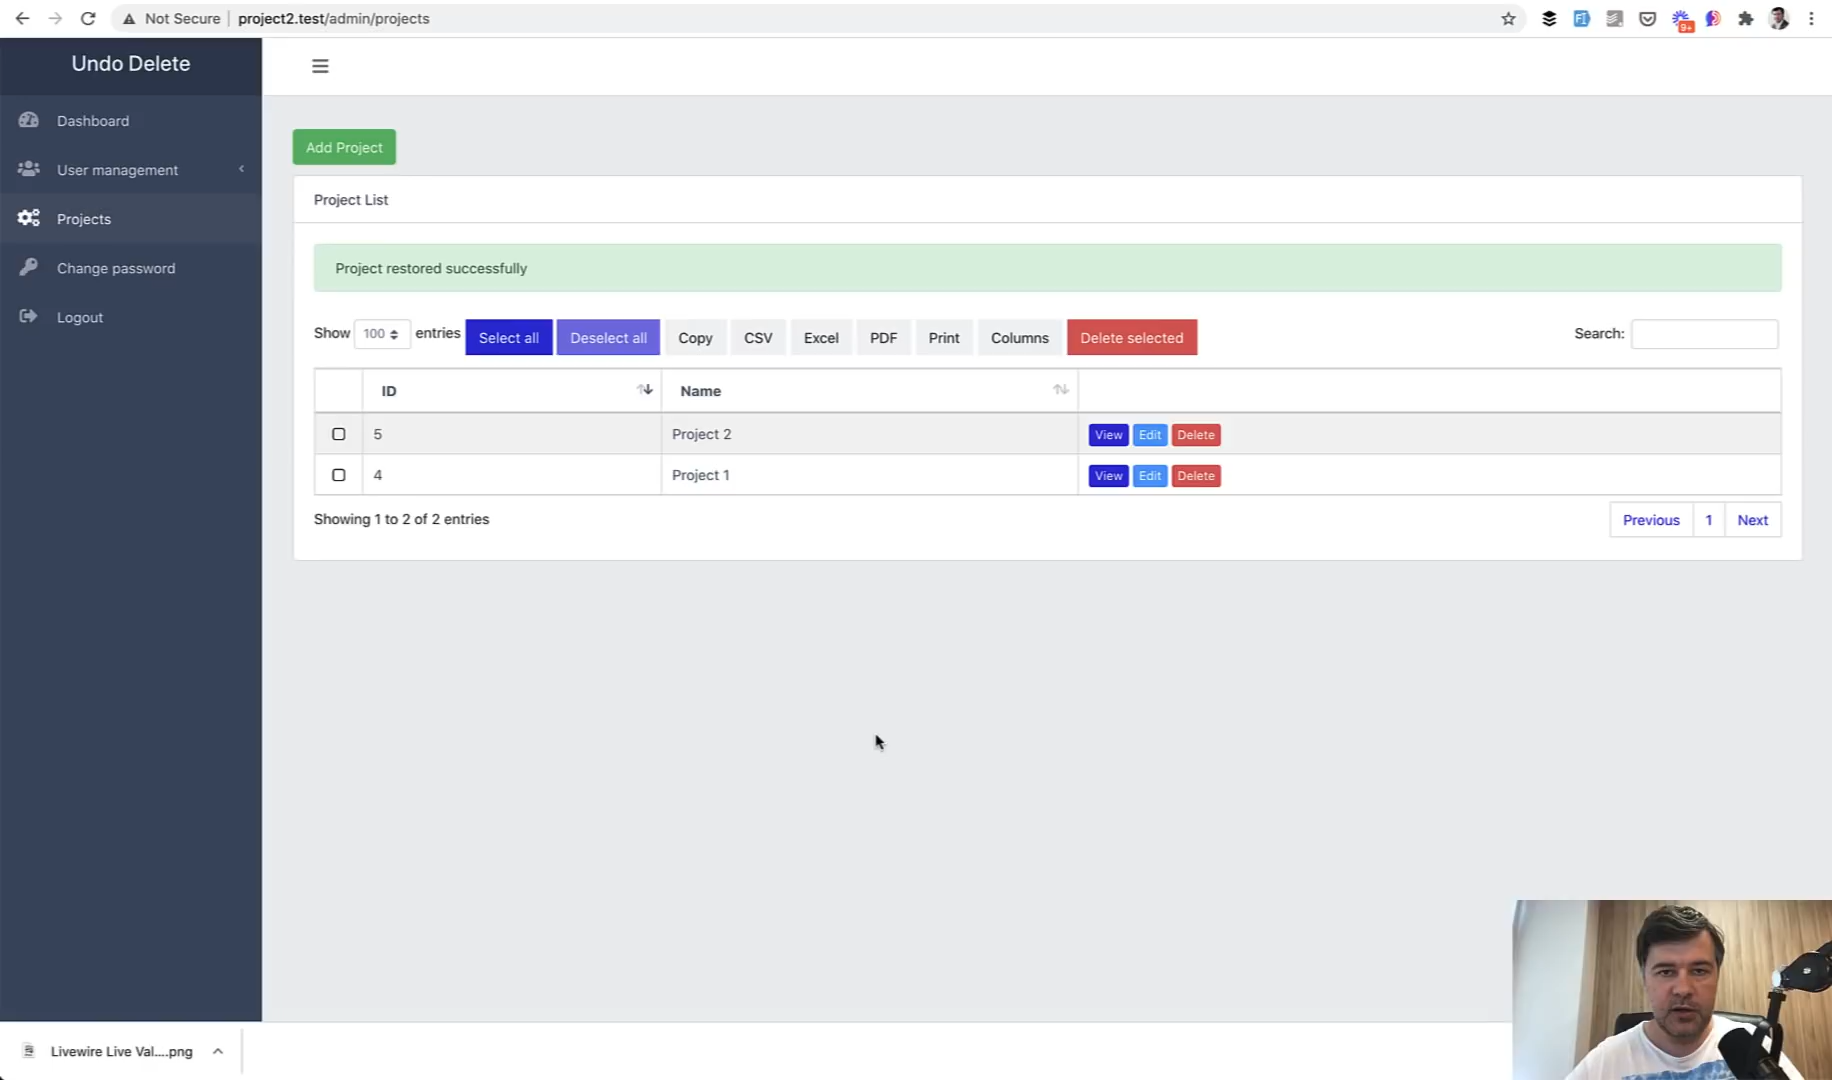 Not Secure project2.test/admin/projects
9+
Undo Delete
Dashboard
User management
Projects
Change password
Logout
Add Project
Project List
Project restored successfully
Show 100 entries Select all Deselect all Copy CSV Excel PDF Print Columns Delete selected Search:
ID Name
5 Project 2 View Edit Delete
4 Project 1 View Edit Delete
Showing 1 to 2 of 2 entries
Previous 1 Next
Livewire Live Val....png